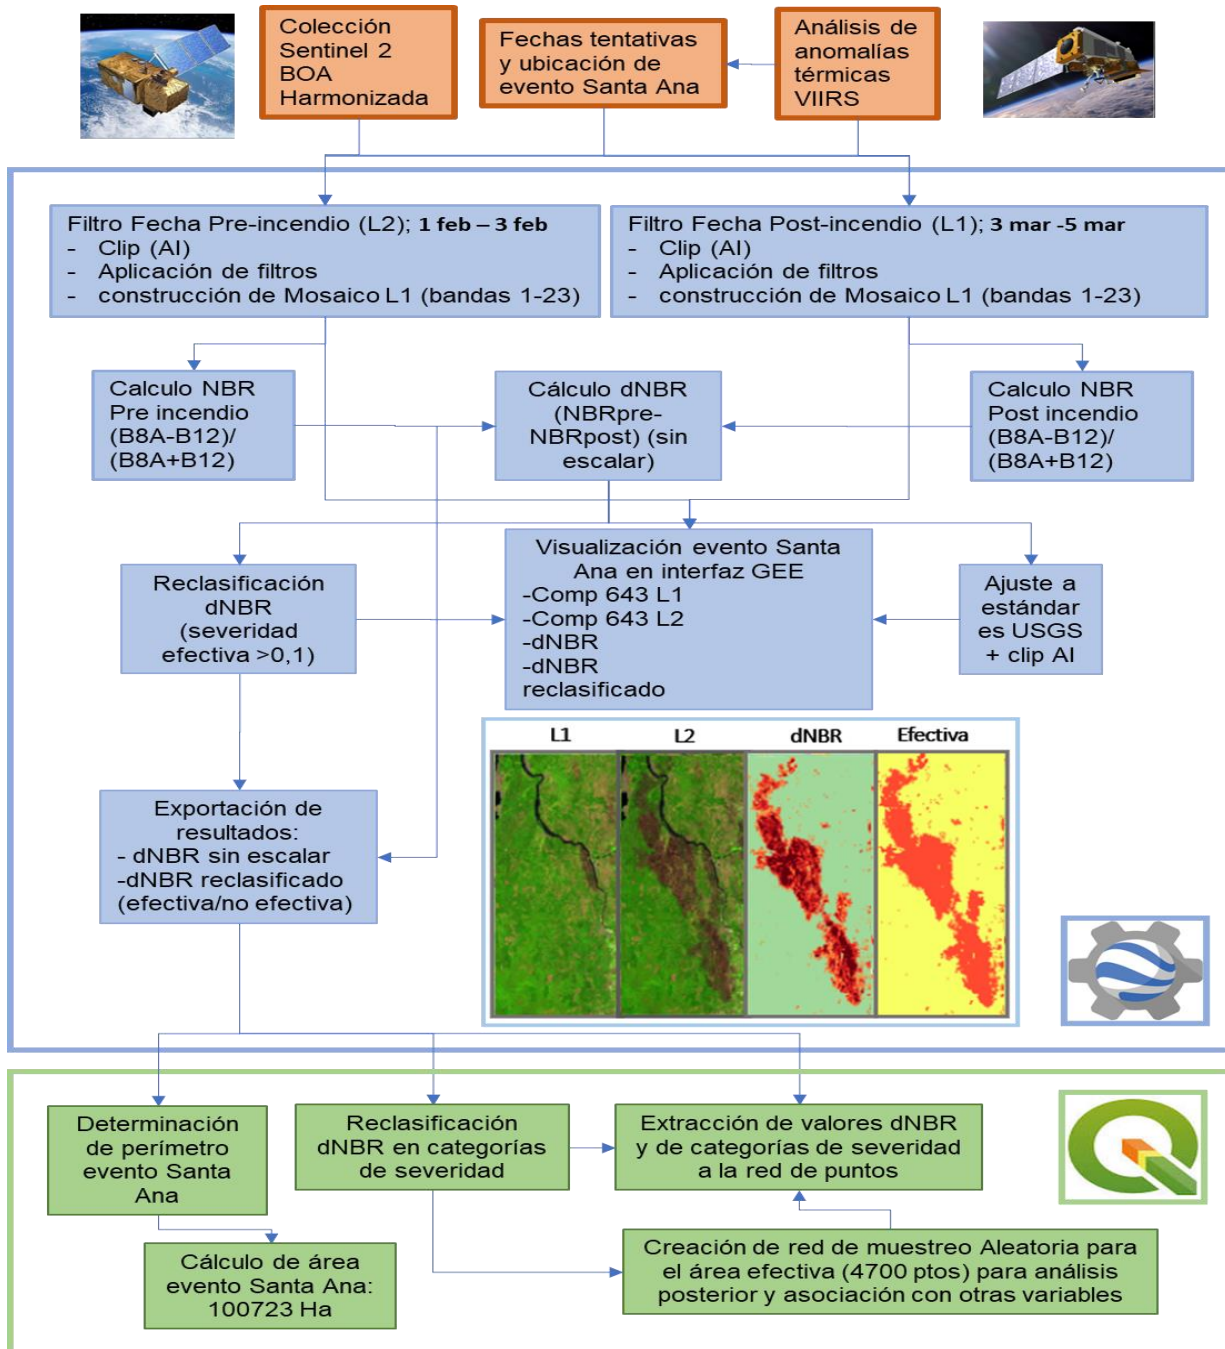 Colección
Sentinel 2
BOA
Harmonizada
Fechas tentativas
y ubicación de
evento Santa Ana
Análisis de
anomalías
térmicas
VIIRS
Filtro Fecha Pre-incendio (L2); 1 feb – 3 feb
- Clip (AI)
- Aplicación de filtros
- construcción de Mosaico L1 (bandas 1-23)
Filtro Fecha Post-incendio (L1); 3 mar -5 mar
- Clip (AI)
- Aplicación de filtros
- construcción de Mosaico L1 (bandas 1-23)
Calculo NBR
Pre incendio
(B8A-B12)/
(B8A+B12)
Cálculo dNBR
(NBRpre-
NBRpost) (sin
escalar)
Calculo NBR
Post incendio
(B8A-B12)/
(B8A+B12)
Reclasificación
dNBR
(severidad
efectiva >0,1)
Visualización evento Santa
Ana en interfaz GEE
-Comp 643 L1
-Comp 643 L2
-dNBR
-dNBR
reclasificado
Ajuste a
estándar
es USGS
+ clip AI
L1
L2
dNBR
Efectiva
Exportación de
resultados:
- dNBR sin escalar
-dNBR reclasificado
(efectiva/no efectiva)
Determinación
de perímetro
evento Santa
Ana
Reclasificación
dNBR en categorías
de severidad
Extracción de valores dNBR
y de categorías de severidad
a la red de puntos
Cálculo de área
evento Santa Ana:
100723 Ha
Creación de red de muestreo Aleatoria para
el área efectiva (4700 ptos) para análisis
posterior y asociación con otras variables